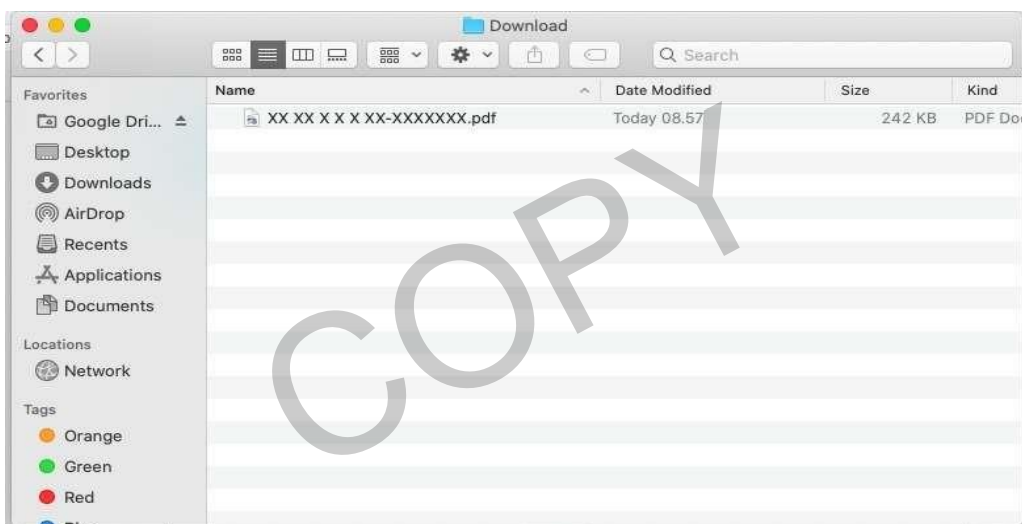 Download
Search
Name Date Modified Size Kind
XX XX X X X XX-XXXXXXX.pdf Today 08.57 242 KB PDF Do
Favorites
Google Dri...
Desktop
Downloads
AirDrop
Recents
Applications
Documents
Locations
Network
Tags
Orange
Green
Red
COPY